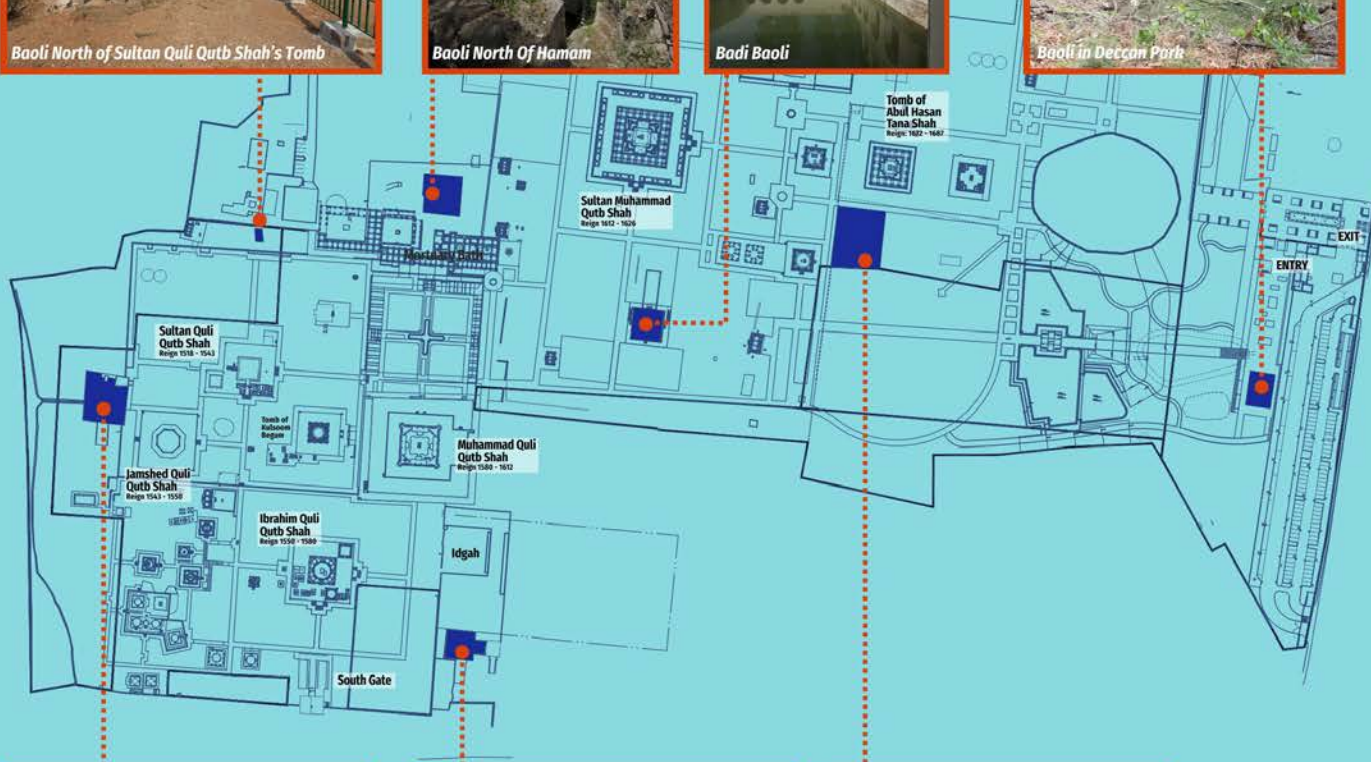 Baoli North of Sultan Quli Qutb Shah's Tomb
Baoli North Of Hamam
Badi Baoli
Baoli in Deccan Park
Tomb of
Abul Hasan
Tana Shah
Reign: 1622 - 1687
Sultan Muhammad
Qutb Shah
Reign 1612 - 1626
EXIT
ENTRY
Mortuary Bath
Sultan Quli
Qutb Shah
Reign 1518 - 1543
Tomb of
Kulsoom
Begum
Muhammad Quli
Qutb Shah
Reign 1580 - 1612
Jamshed Quli
Qutb Shah
Reign 1543 - 1550
Ibrahim Quli
Qutb Shah
Reign 1550 - 1580
Idgah
South Gate